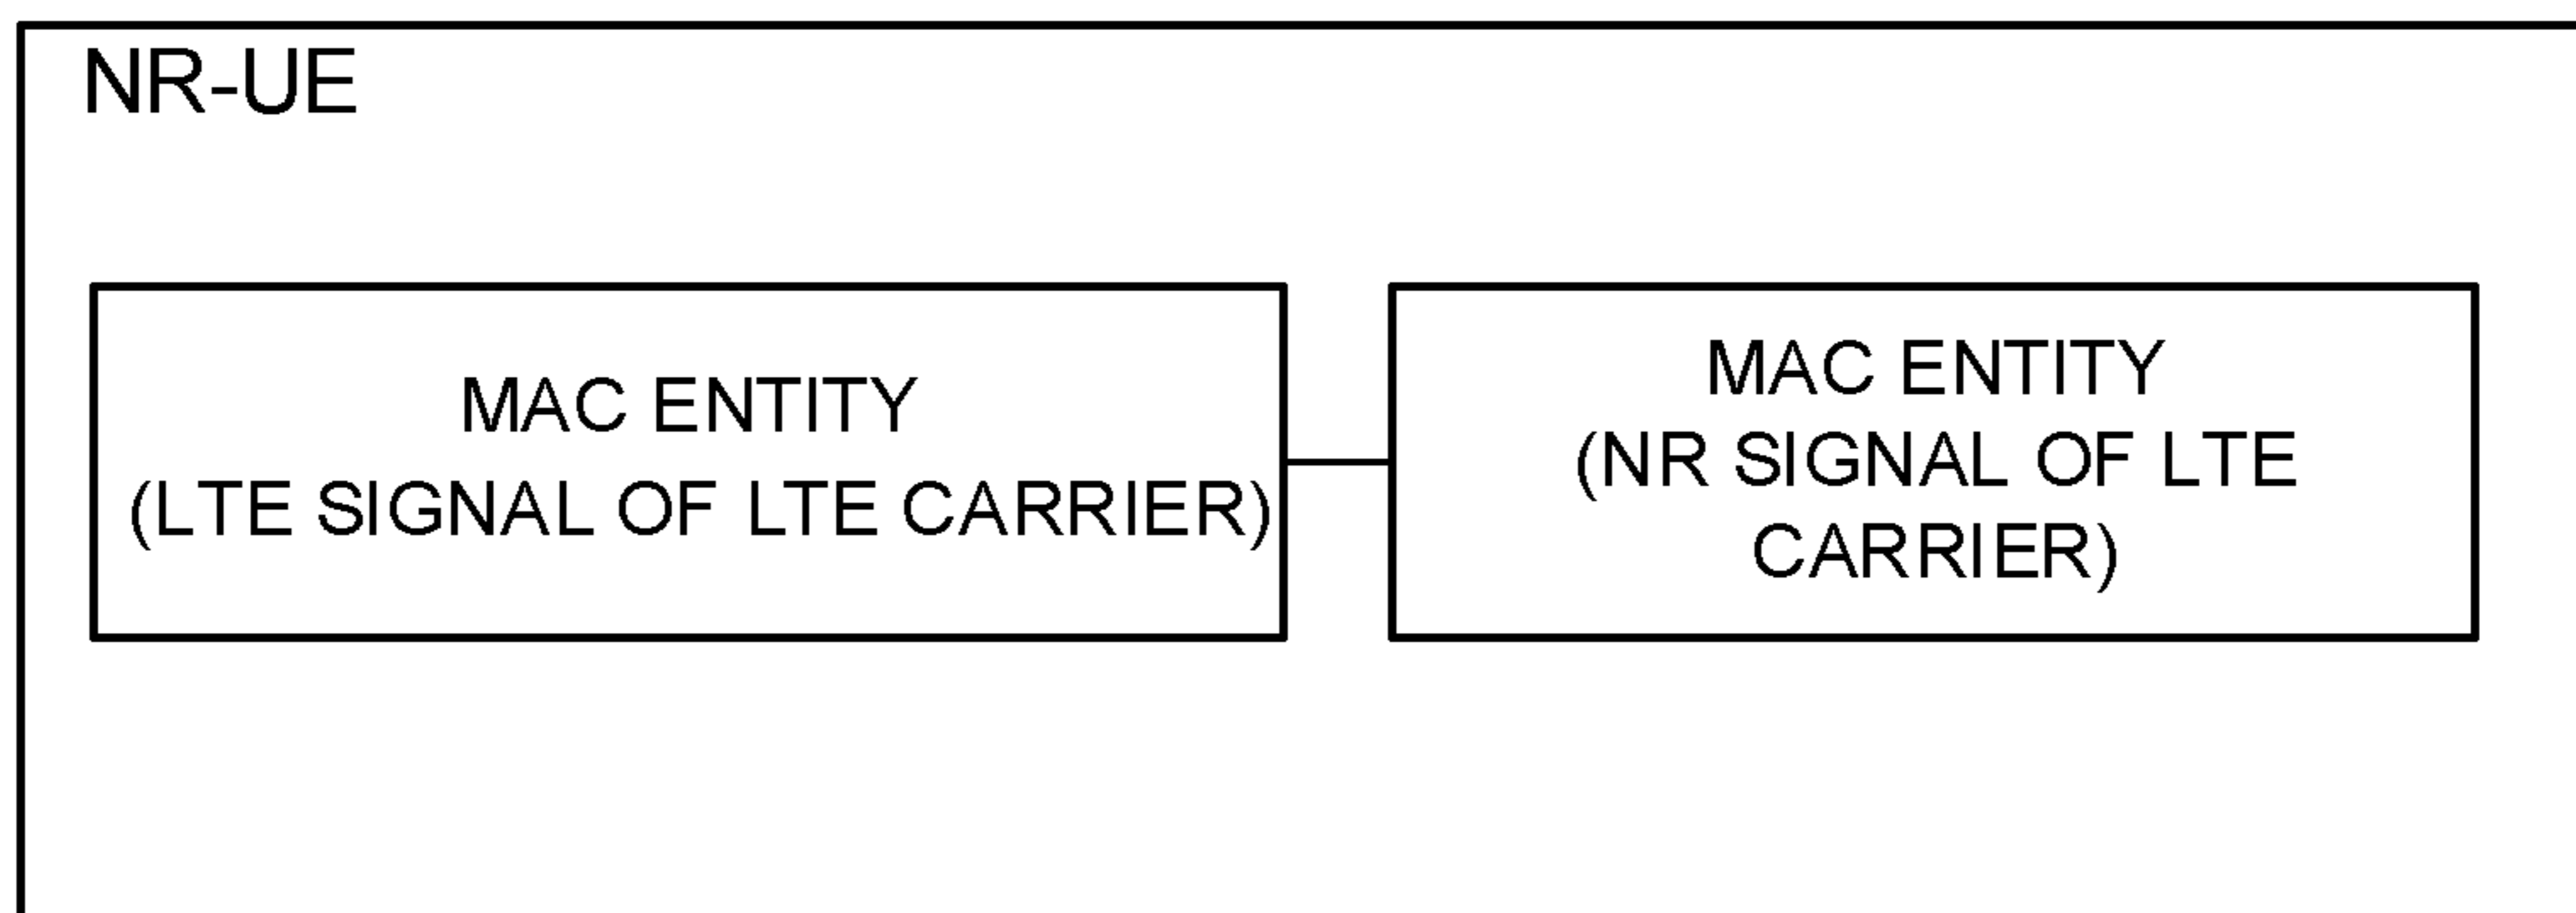 NR-UE
MAC ENTITY
(LTE SIGNAL OF LTE CARRIER)
MAC ENTITY
(NR SIGNAL OF LTE
CARRIER)